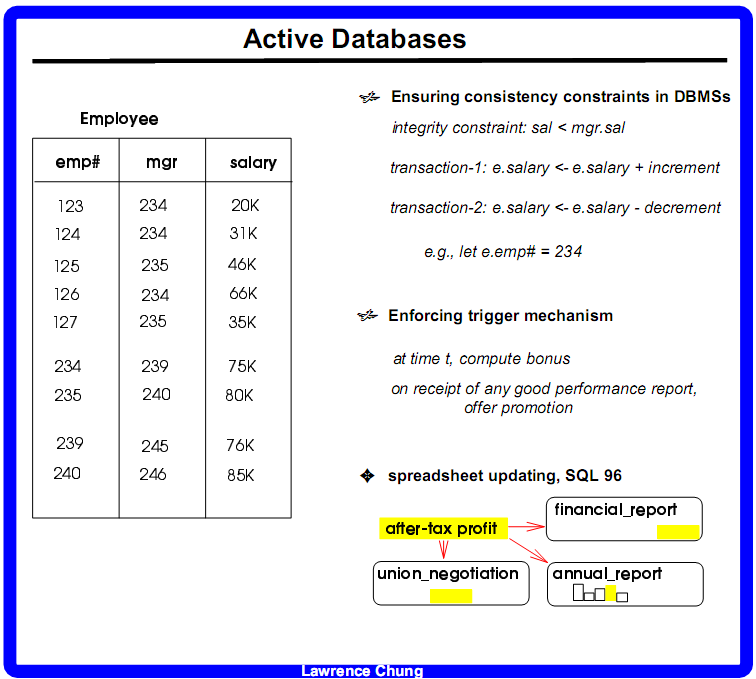 Active Databases
Employee
emp# mgr salary
123 234 20K
124 234 31K
125 235 46K
126 234 66K
127 235 35K
234 239 75K
235 240 80K
239 245 76K
240 246 85K
Ensuring consistency constraints in DBMSs
integrity constraint: sal < mgr.sal
transaction-1: e.salary <- e.salary + increment
transaction-2: e.salary <- e.salary - decrement
e.g., let e.emp# = 234
Enforcing trigger mechanism
at time t, compute bonus
on receipt of any good performance report,
offer promotion
spreadsheet updating, SQL 96
financial_report
after-tax profit
union_negotiation
annual_report
Lawrence Chung